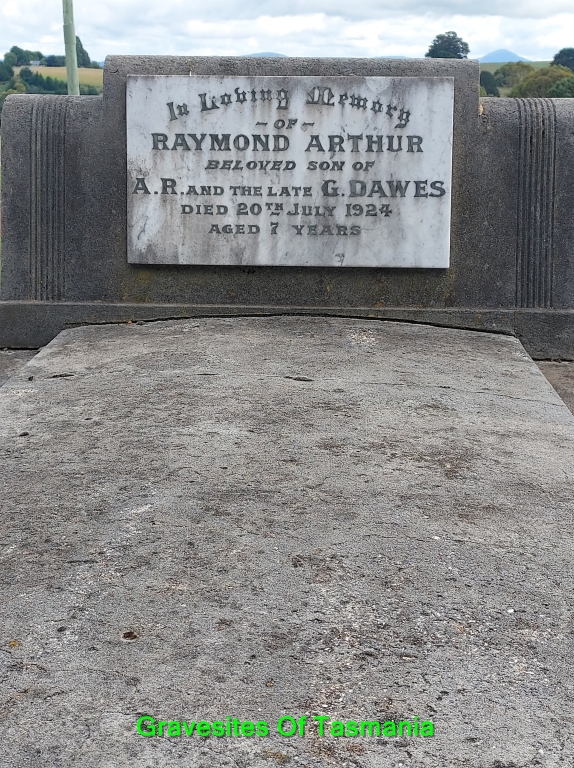 In Loving Memory
~ OF ~
RAYMOND ARTHUR
BELOVED SON OF
A.R. AND THE LATE G. DAWES
DIED 20TH JULY 1924
AGED 7 YEARS
Gravesites Of Tasmania